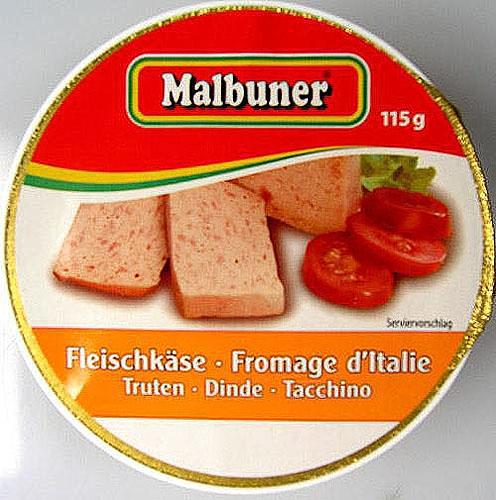 Malbuner®
115g
Serviervorschlag
Fleischkäse · Fromage d'Italie
Truten · Dinde · Tacchino